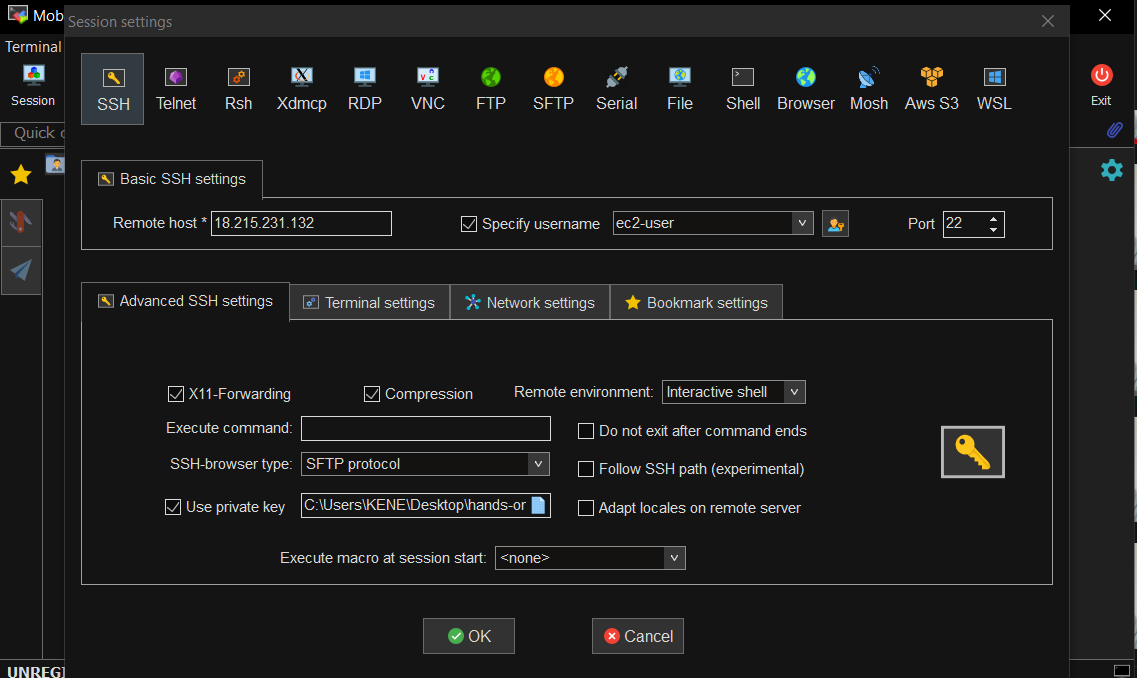 Mob
Session settings
Terminal
Session
SSH Telnet Rsh Xdmcp RDP VNC FTP SFTP Serial File Shell Browser Mosh Aws S3 WSL
Exit
Quick
Basic SSH settings
Remote host * 18.215.231.132 Specify username ec2-user Port 22
Advanced SSH settings Terminal settings Network settings Bookmark settings
X11-Forwarding Compression Remote environment: Interactive shell
Execute command: Do not exit after command ends
SSH-browser type: SFTP protocol Follow SSH path (experimental)
Use private key C:\Users\KENE\Desktop\hands-or Adapt locales on remote server
Execute macro at session start: <none>
OK Cancel
UNREGI